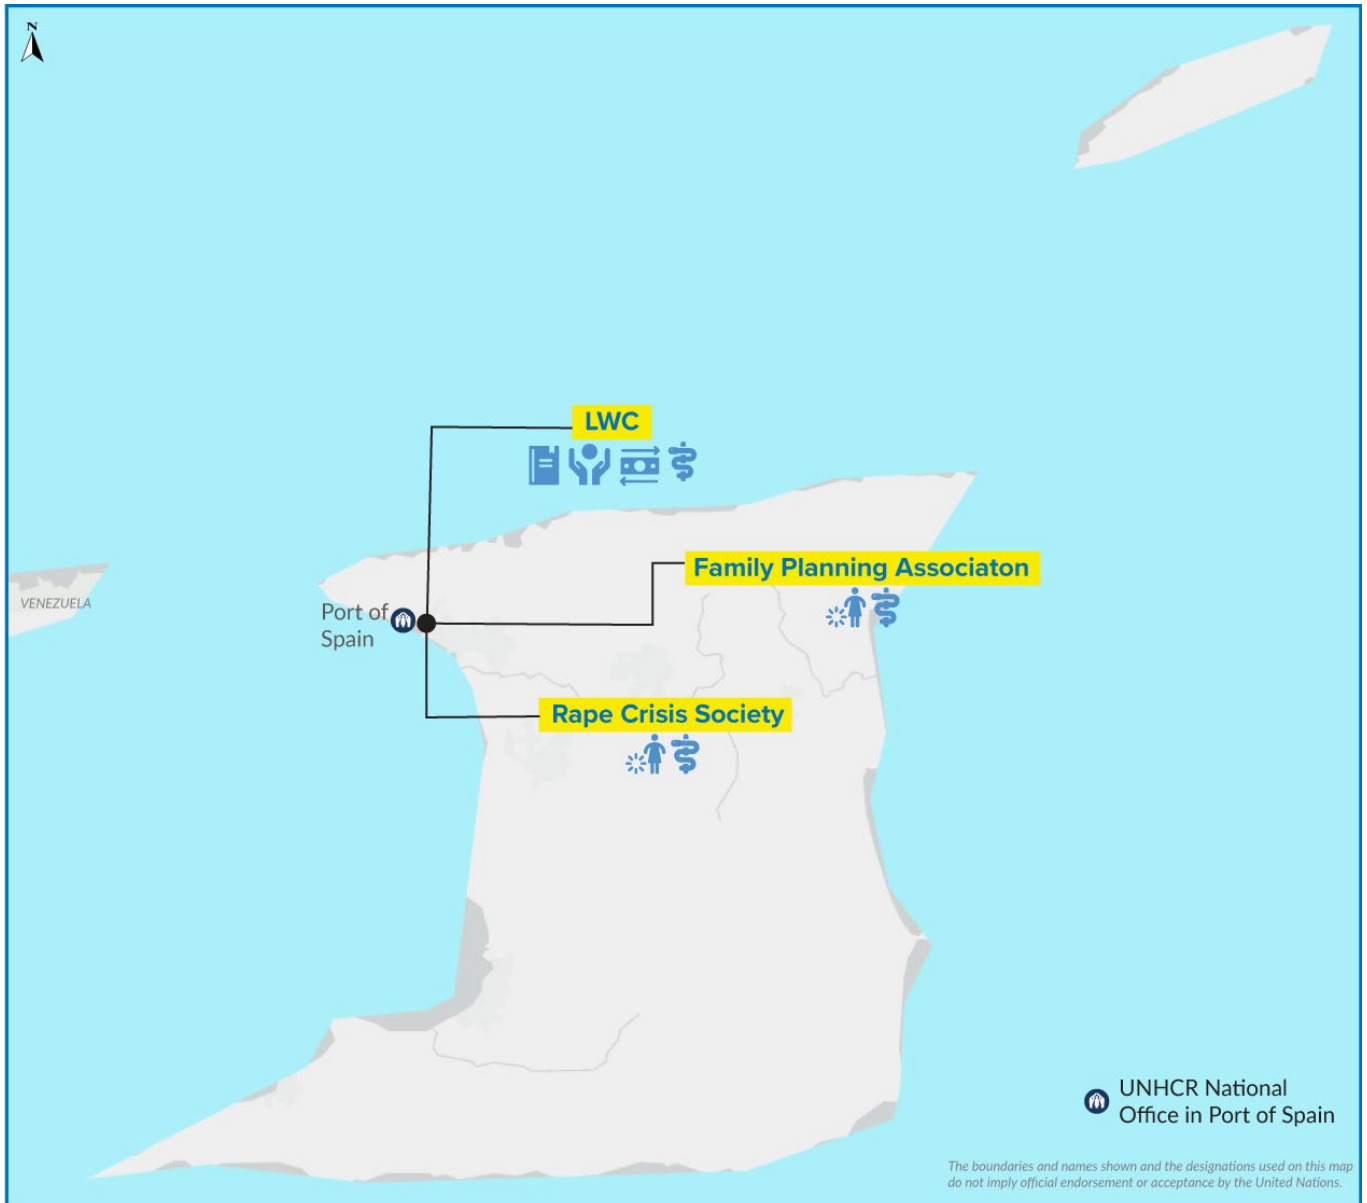 N
LWC
Family Planning Associaton
VENEZUELA
Port of
Spain
Rape Crisis Society
UNHCR National
Office in Port of Spain
The boundaries and names shown and the designations used on this map
do not imply official endorsement or acceptance by the United Nations.